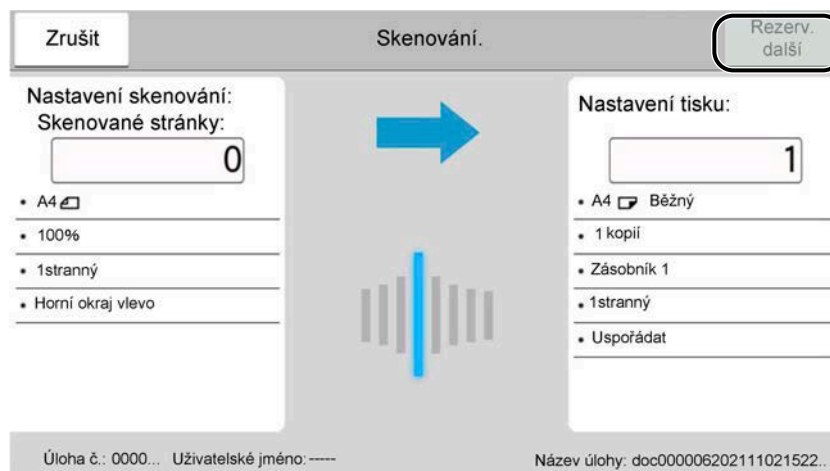 Zrušit
Skenování.
Rezerv.
další
Nastavení skenování:
Skenované stránky:
0
• A4
• 100%
• 1stranný
• Horní okraj vlevo
Nastavení tisku:
1
• A4 Běžný
• 1 kopií
• Zásobník 1
• 1stranný
• Uspořádat
Úloha č.: 0000... Uživatelské jméno: -----
Název úlohy: doc000006202111021522..